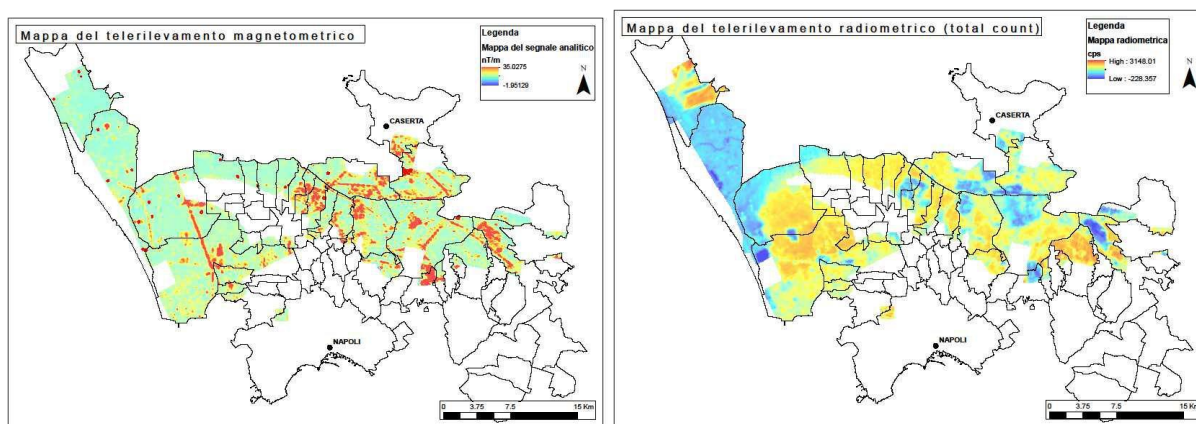 Mappa del telerilevamento magnetometrico
Legenda
Mappa del segnale analitico
nT/m
35.0275
-1.95129
N
CASERTA
NAPOLI
0 3.75 7.5 15 Km
Mappa del telerilevamento radiometrico (total count)
Legenda
Mappa radiometrica
cps
High : 3148.01
Low : -228.357
N
CASERTA
NAPOLI
0 3.75 7.5 15 Km